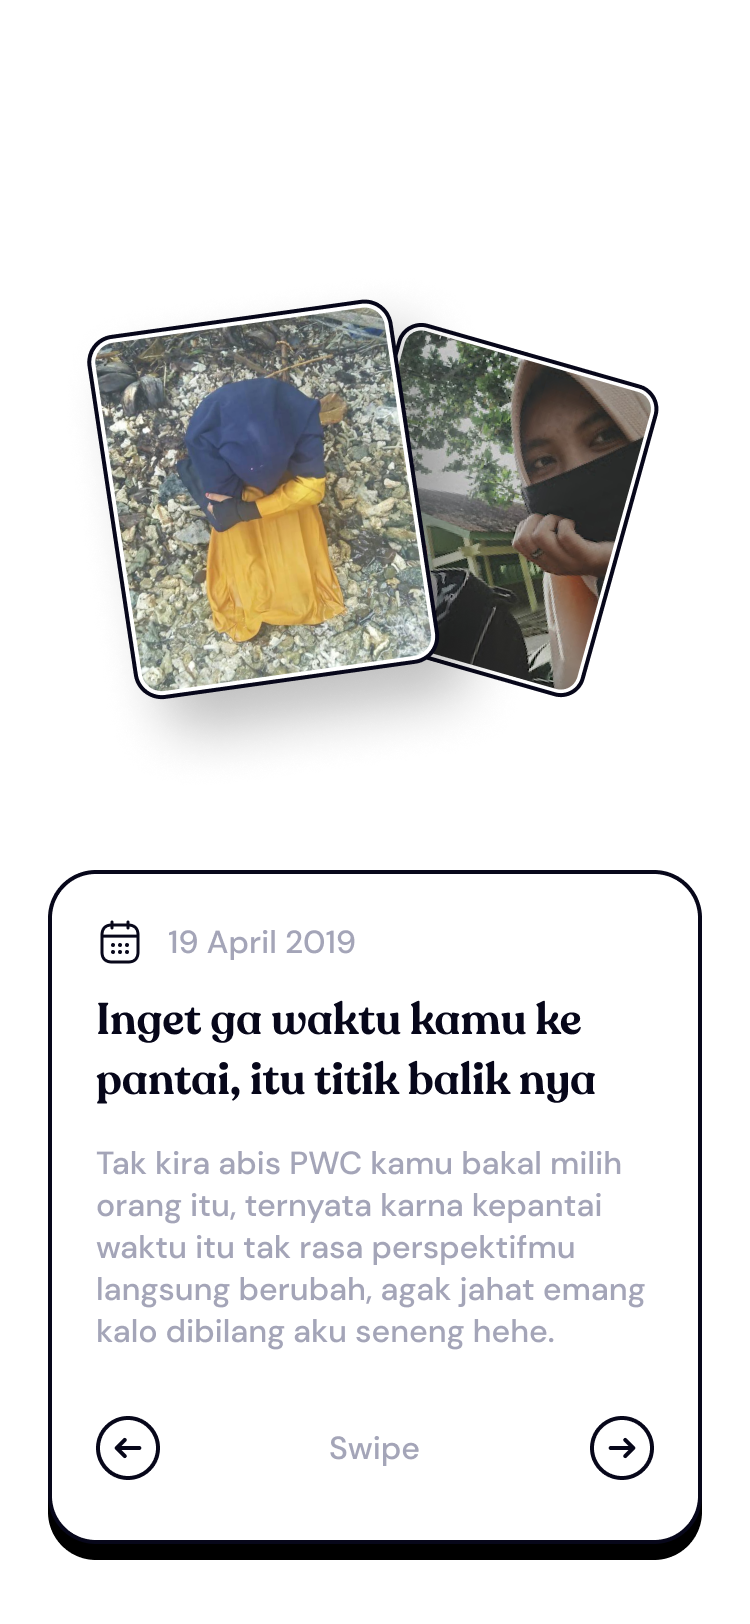 19 April 2019
Inget ga waktu kamu ke
pantai, itu titik balik nya
Tak kira abis PWC kamu bakal milih
orang itu, ternyata karna kepantai
waktu itu tak rasa perspektifmu
langsung berubah, agak jahat emang
kalo dibilang aku seneng hehe.
Swipe